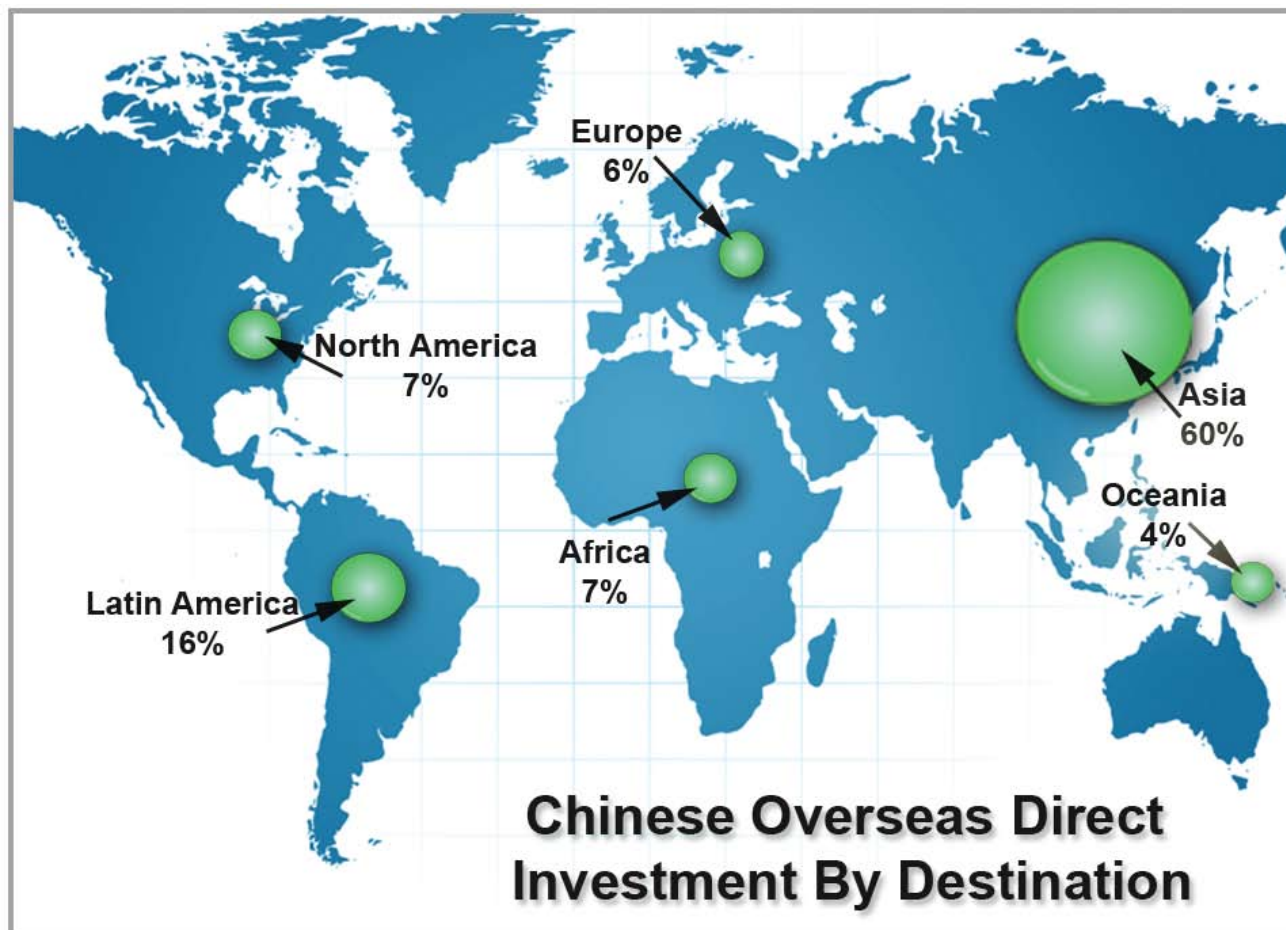 Europe
6%
North America
7%
Asia
60%
Oceania
4%
Africa
7%
Latin America
16%
Chinese Overseas Direct
Investment By Destination